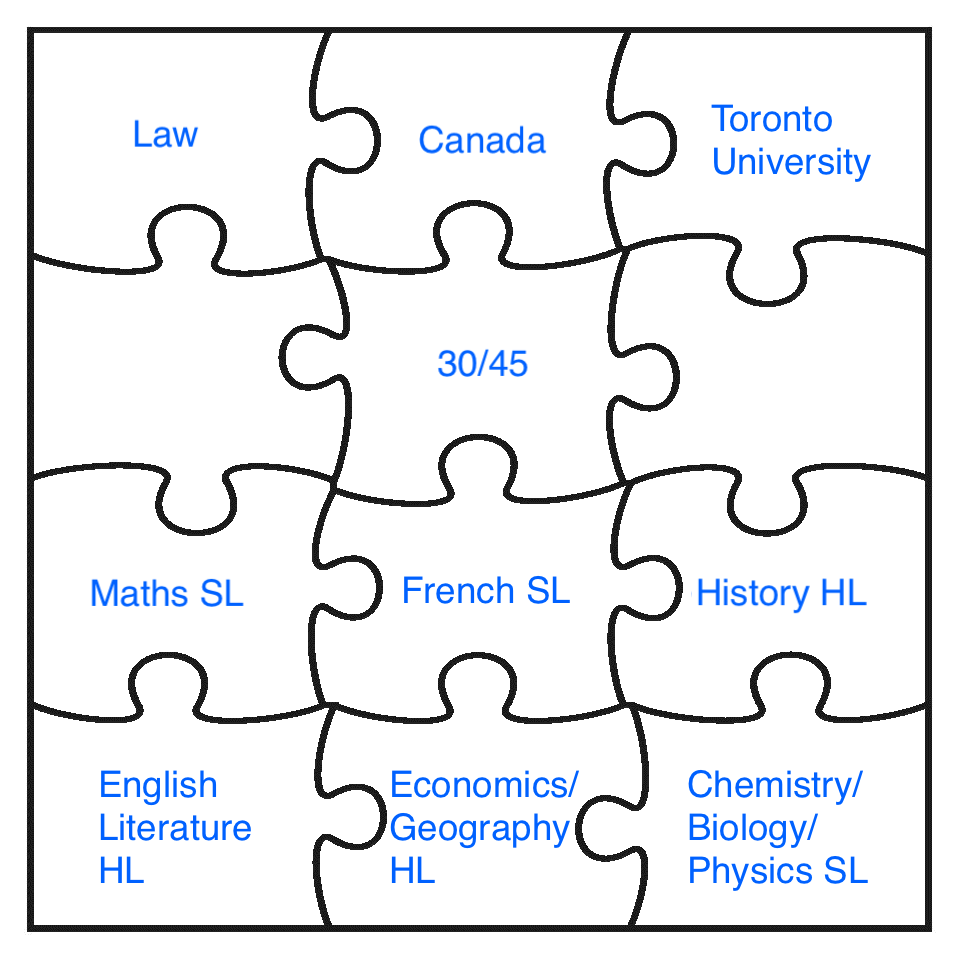 Law
Canada
Toronto
University
30/45
Maths SL
French SL
History HL
English
Literature
HL
Economics/
Geography
HL
Chemistry/
Biology/
Physics SL